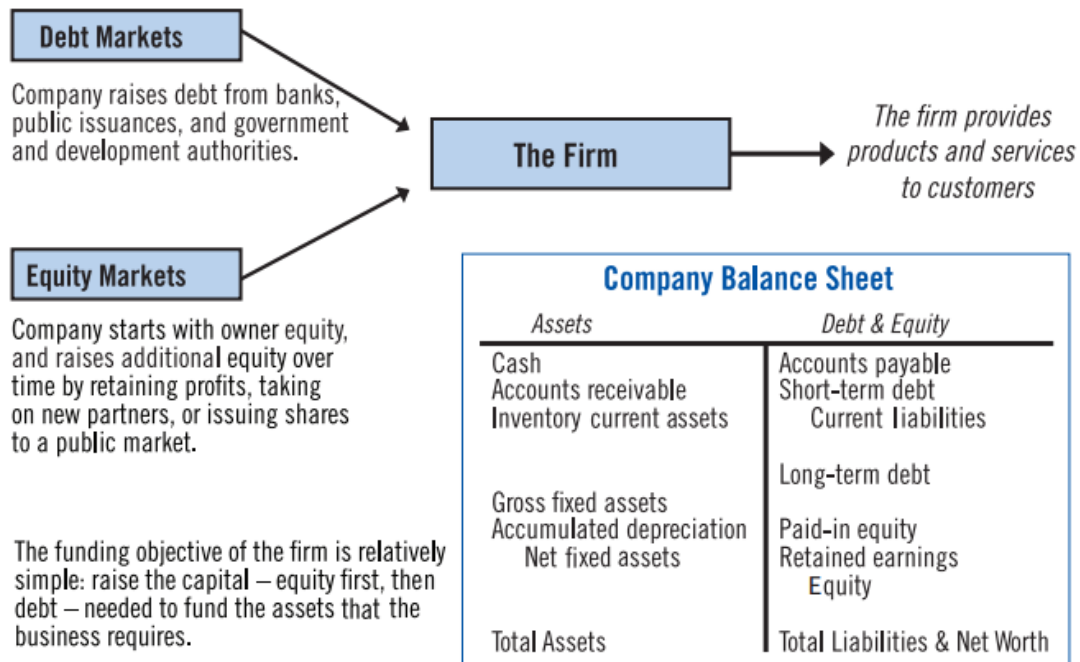 Debt Markets
Company raises debt from banks,
public issuances, and government
and development authorities.
The Firm
The firm provides
products and services
to customers
Equity Markets
Company starts with owner equity,
and raises additional equity over
time by retaining profits, taking
on new partners, or issuing shares
to a public market.
The funding objective of the firm is relatively
simple: raise the capital – equity first, then
debt – needed to fund the assets that the
business requires.
Company Balance Sheet
Assets
Cash
Accounts receivable
Inventory current assets
Gross fixed assets
Accumulated depreciation
Net fixed assets
Total Assets
Debt & Equity
Accounts payable
Short-term debt
Current liabilities
Long-term debt
Paid-in equity
Retained earnings
Equity
Total Liabilities & Net Worth